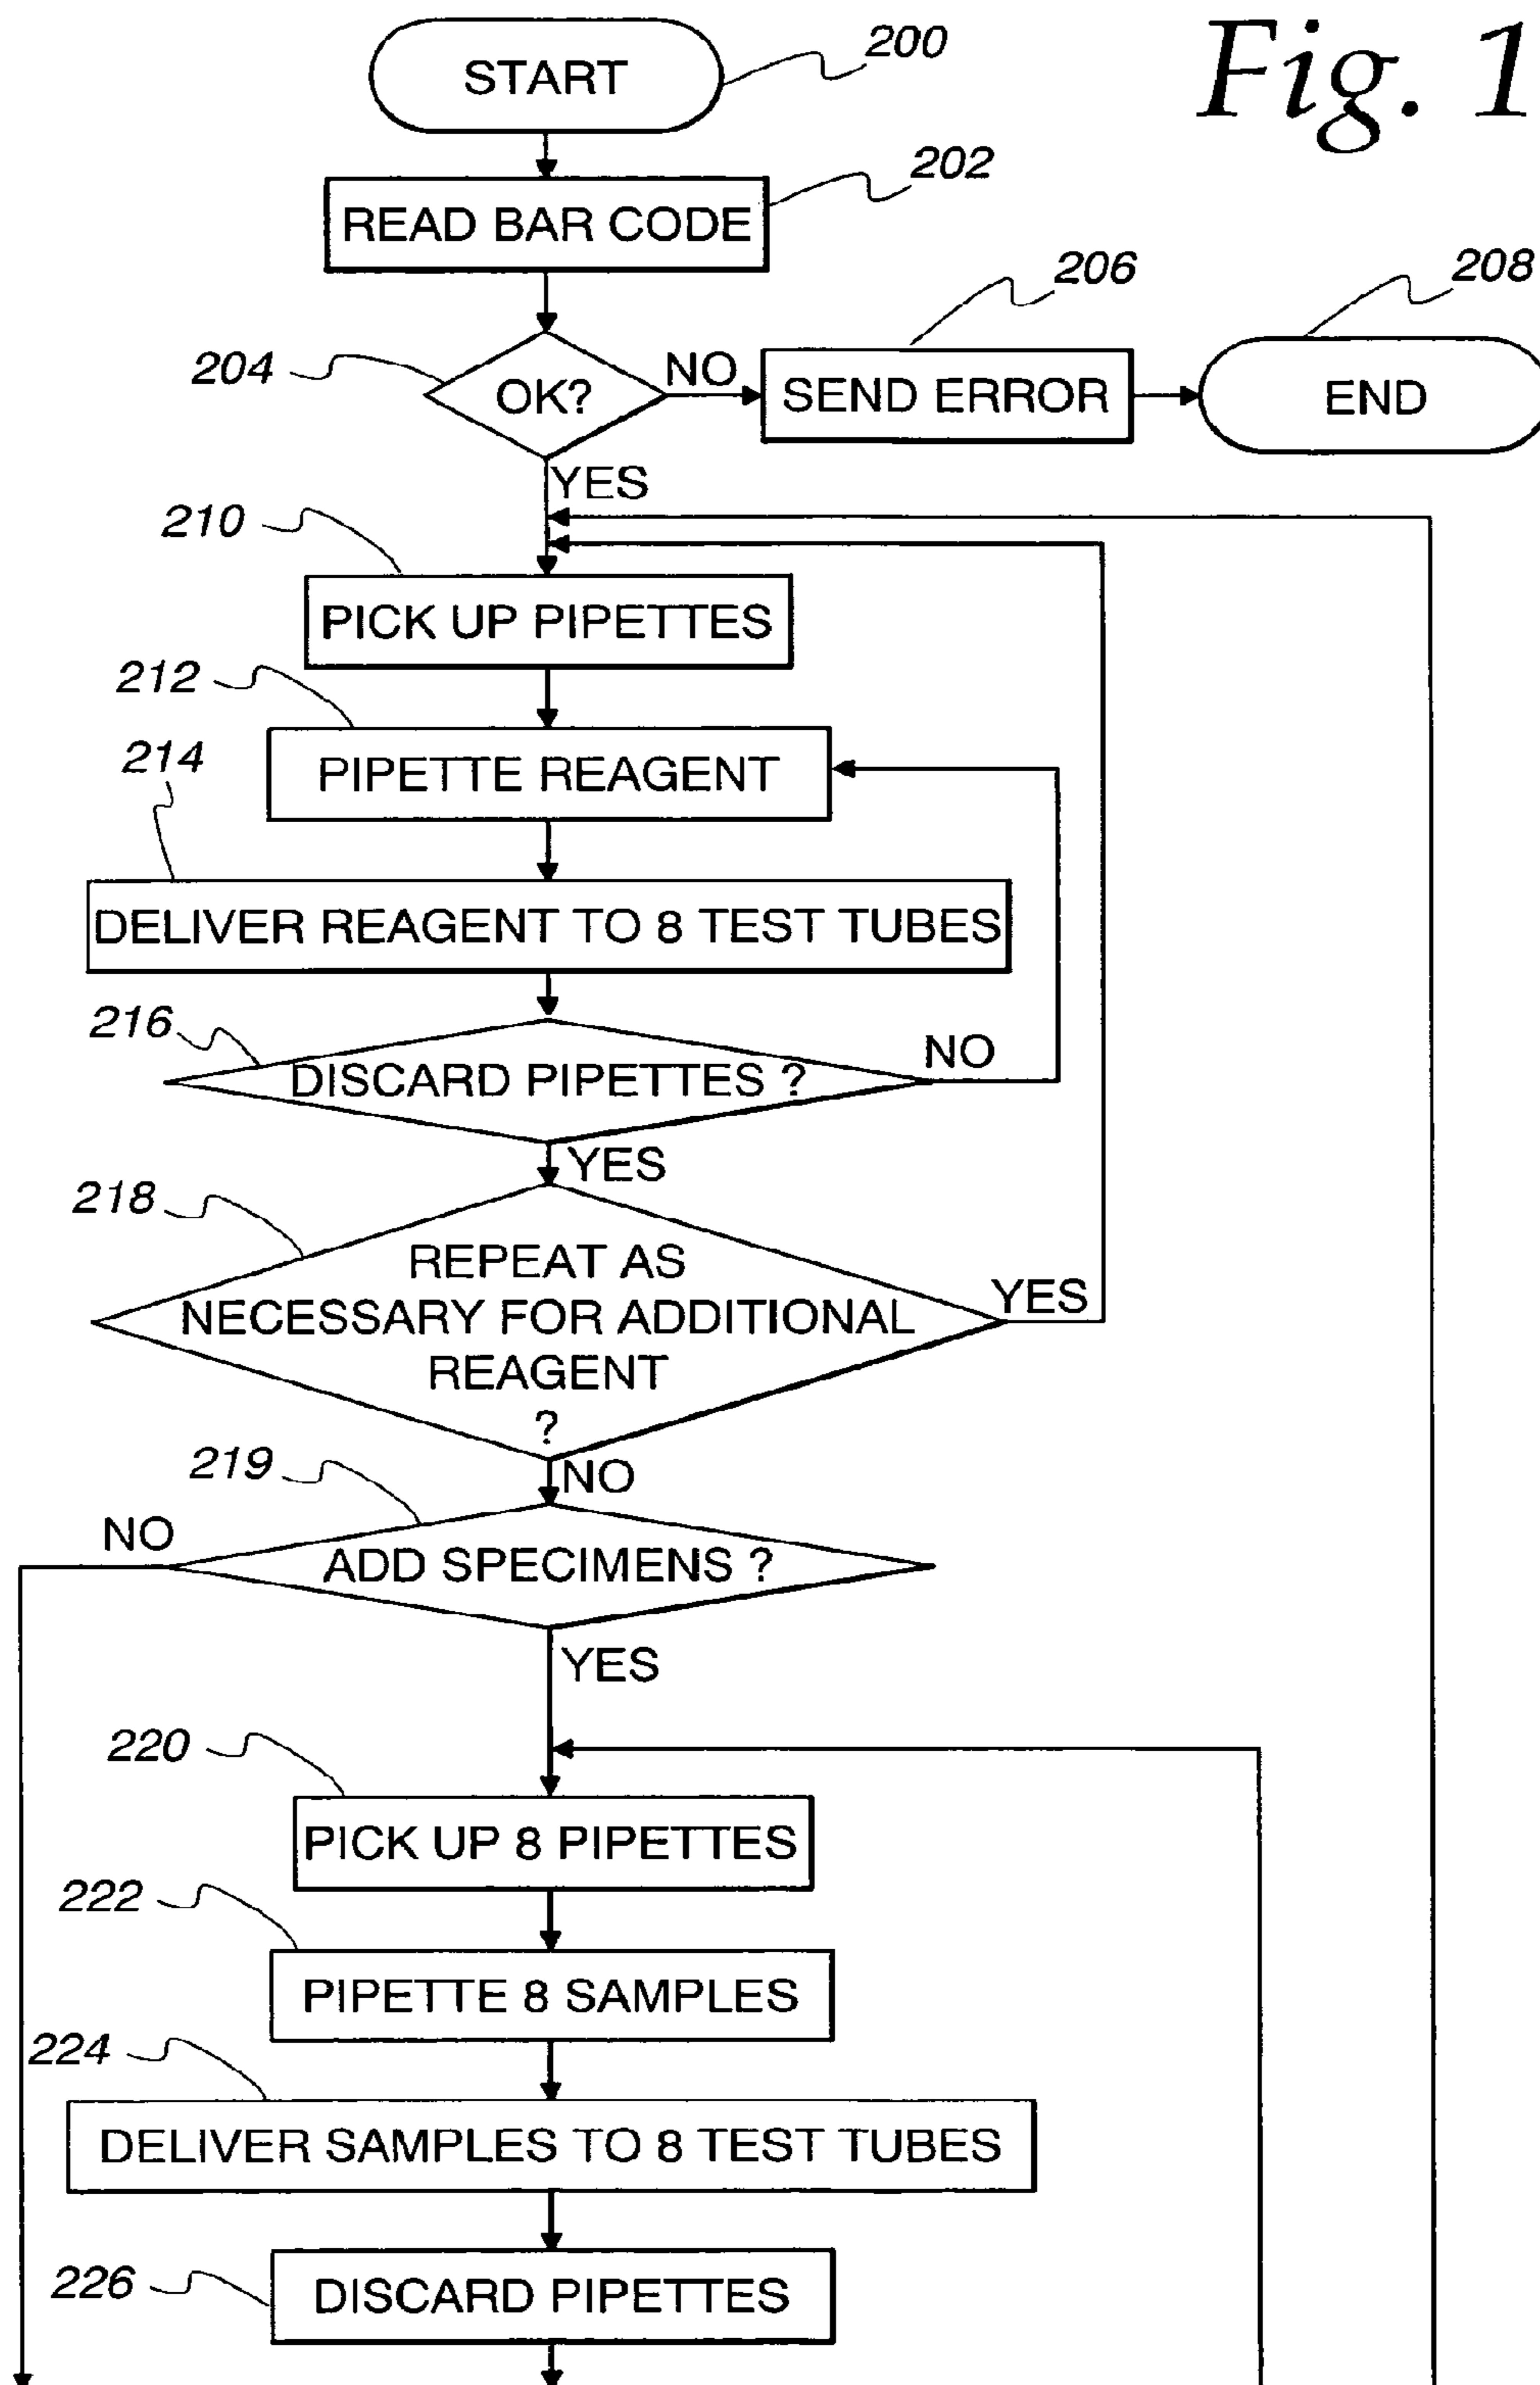 Fig. 1
START
200
READ BAR CODE
202
204
OK?
NO
SEND ERROR
206
END
208
YES
210
PICK UP PIPETTES
212
PIPETTE REAGENT
214
DELIVER REAGENT TO 8 TEST TUBES
216
DISCARD PIPETTES ?
NO
YES
218
REPEAT AS
NECESSARY FOR ADDITIONAL
REAGENT
?
YES
NO
219
NO
ADD SPECIMENS ?
YES
220
PICK UP 8 PIPETTES
222
PIPETTE 8 SAMPLES
224
DELIVER SAMPLES TO 8 TEST TUBES
226
DISCARD PIPETTES